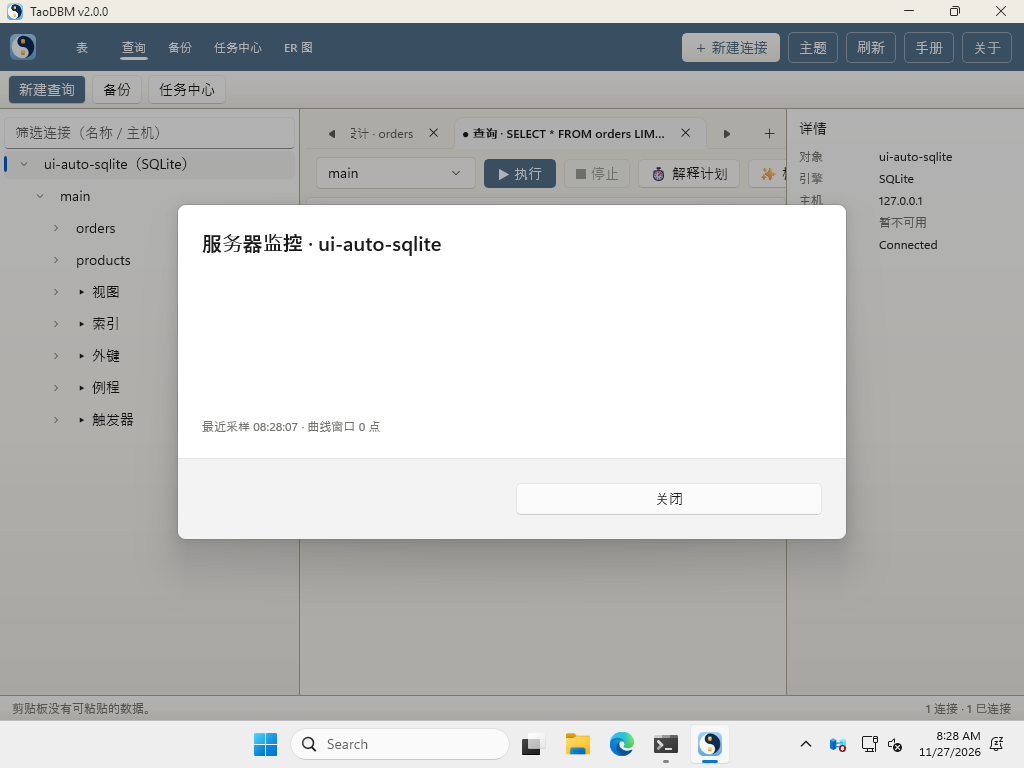 TaoDBM v2.0.0
表
查询
备份
任务中心
ER 图
+ 新建连接
主题
刷新
手册
关于
新建查询
备份
任务中心
筛选连接（名称 / 主机）
ui-auto-sqlite（SQLite）
main
orders
products
视图
索引
外键
例程
触发器
设计 · orders
● 查询 · SELECT * FROM orders LIM...
main
执行
停止
解释计划
详情
对象
ui-auto-sqlite
引擎
SQLite
主机
127.0.0.1
暂不可用
Connected
服务器监控 · ui-auto-sqlite
最近采样 08:28:07 · 曲线窗口 0 点
关闭
剪贴板没有可粘贴的数据。
1 连接 · 1 已连接
Search
8:28 AM
11/27/2026